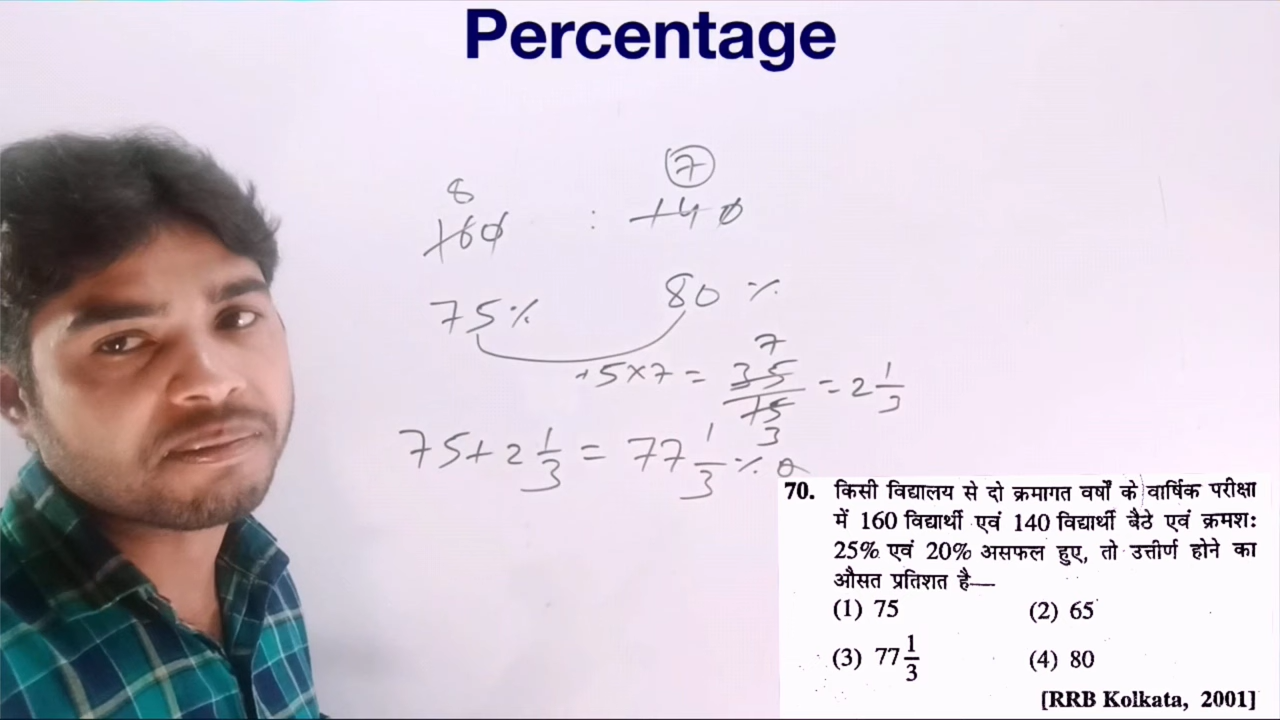 Percentage
8 ⑦
160 : 140
75% 80%
7
+5×7 = 35/15 = 2 1/3
3
75+2 1/3 = 77 1/3 %
70. किसी विद्यालय से दो क्रमागत वर्षों के वार्षिक परीक्षा
में 160 विद्यार्थी एवं 140 विद्यार्थी बैठे एवं क्रमशः
25% एवं 20% असफल हुए, तो उत्तीर्ण होने का
औसत प्रतिशत है—
(1) 75 (2) 65
(3) 77 1/3 (4) 80
[RRB Kolkata, 2001]